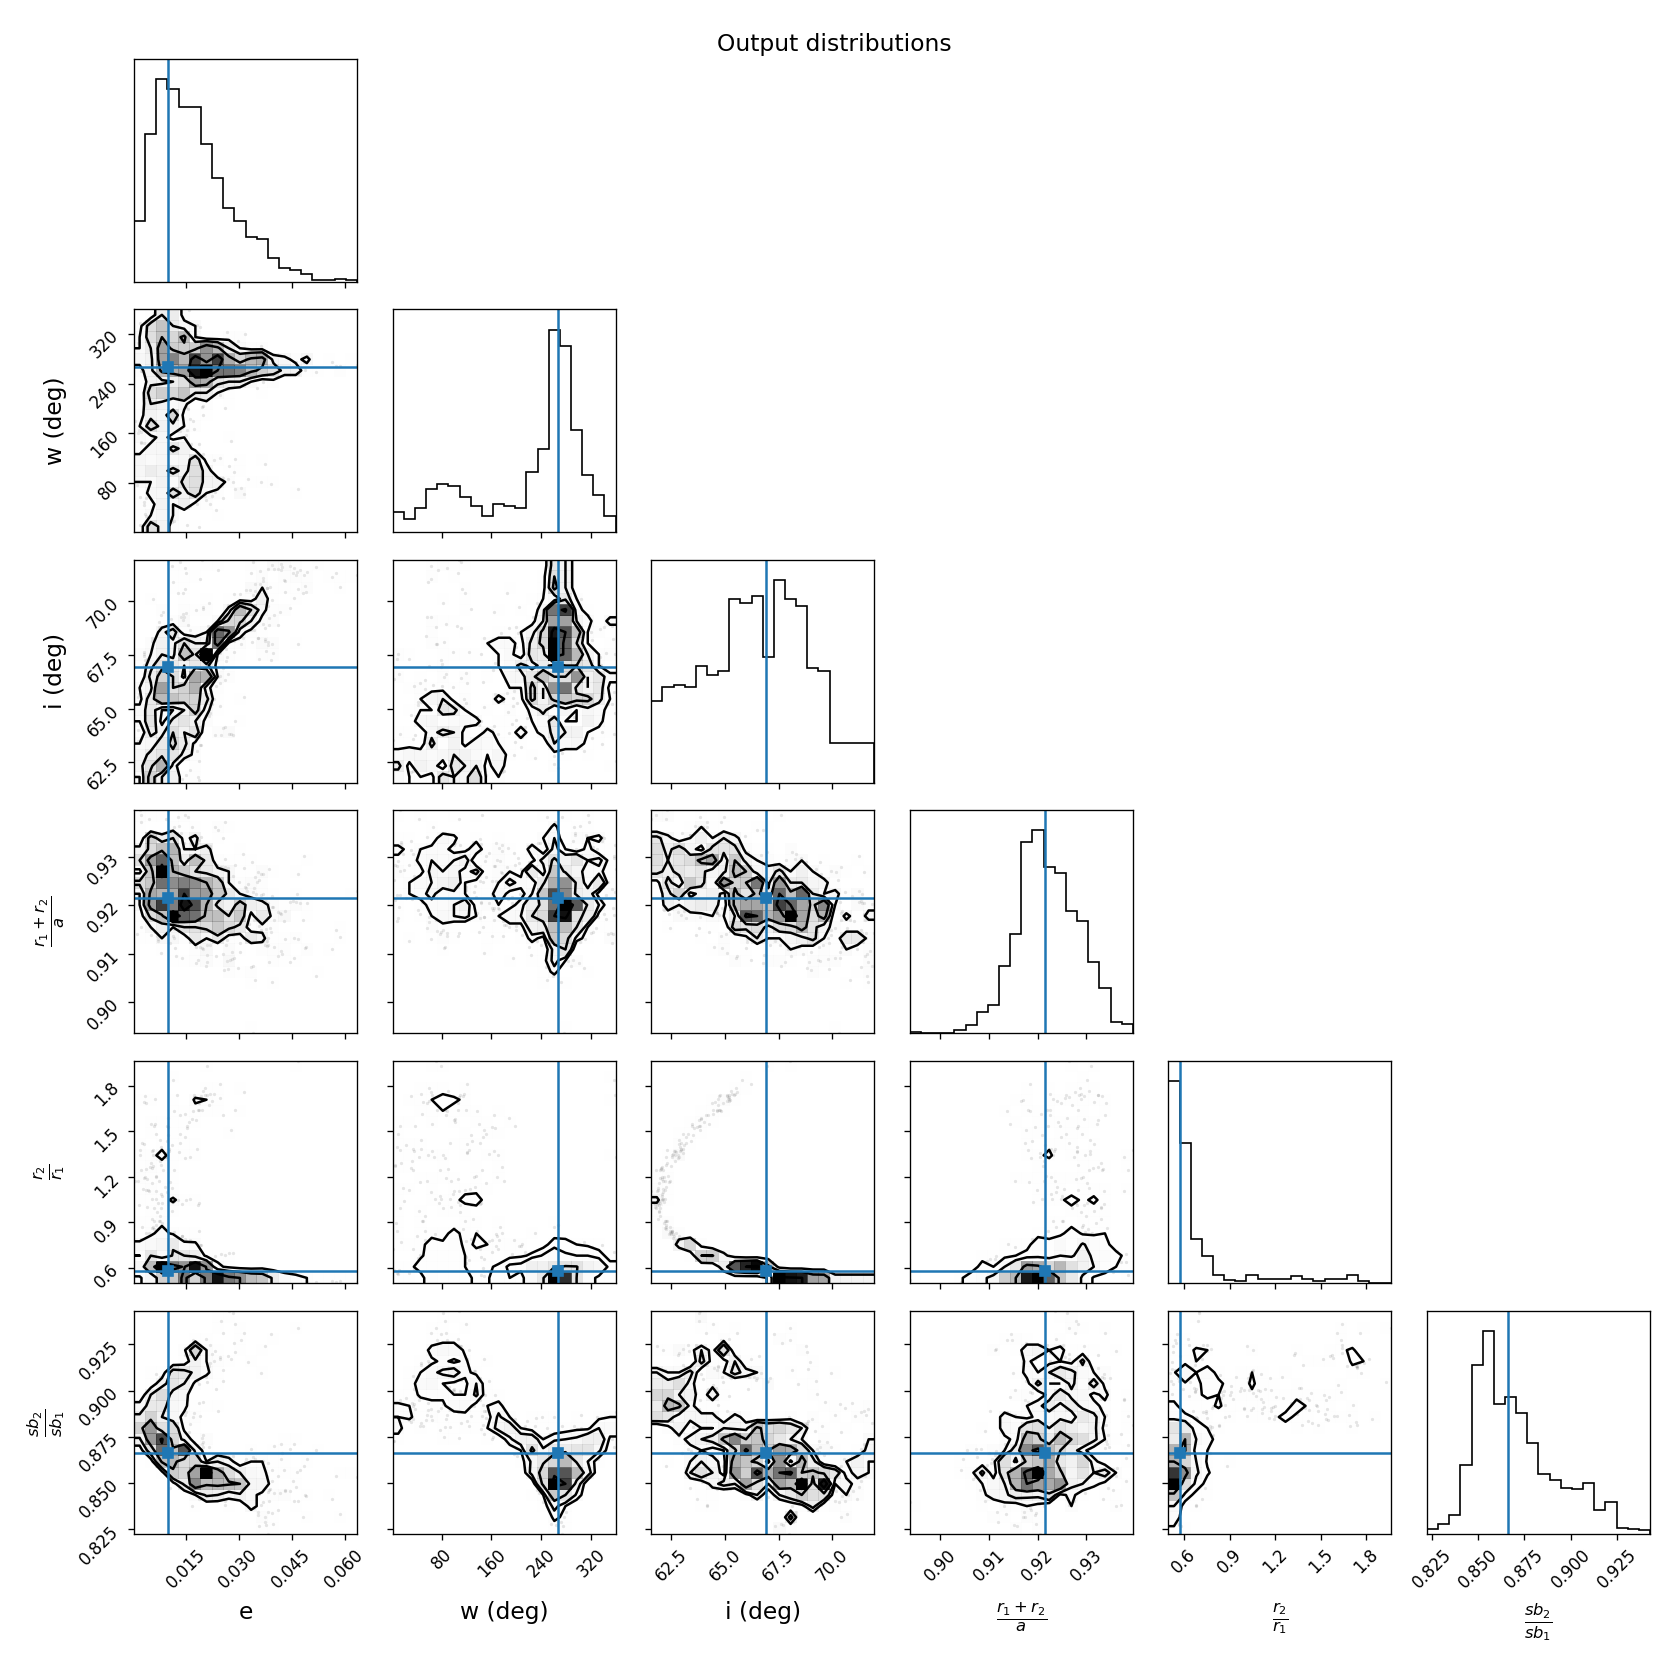 Output distributions
w (deg)
320
240
160
80
i (deg)
70.0
67.5
65.0
62.5
r₁ + r₂
a
0.93
0.92
0.91
0.90
r₂
r₁
1.8
1.5
1.2
0.9
0.6
sb₂
sb₁
0.925
0.900
0.875
0.850
0.825
0.015 0.030 0.045 0.060
80 160 240 320
62.5 65.0 67.5 70.0
0.90 0.91 0.92 0.93
0.6 0.9 1.2 1.5 1.8
0.825 0.850 0.875 0.900 0.925
e
w (deg)
i (deg)
r₁ + r₂
a
r₂
r₁
sb₂
sb₁